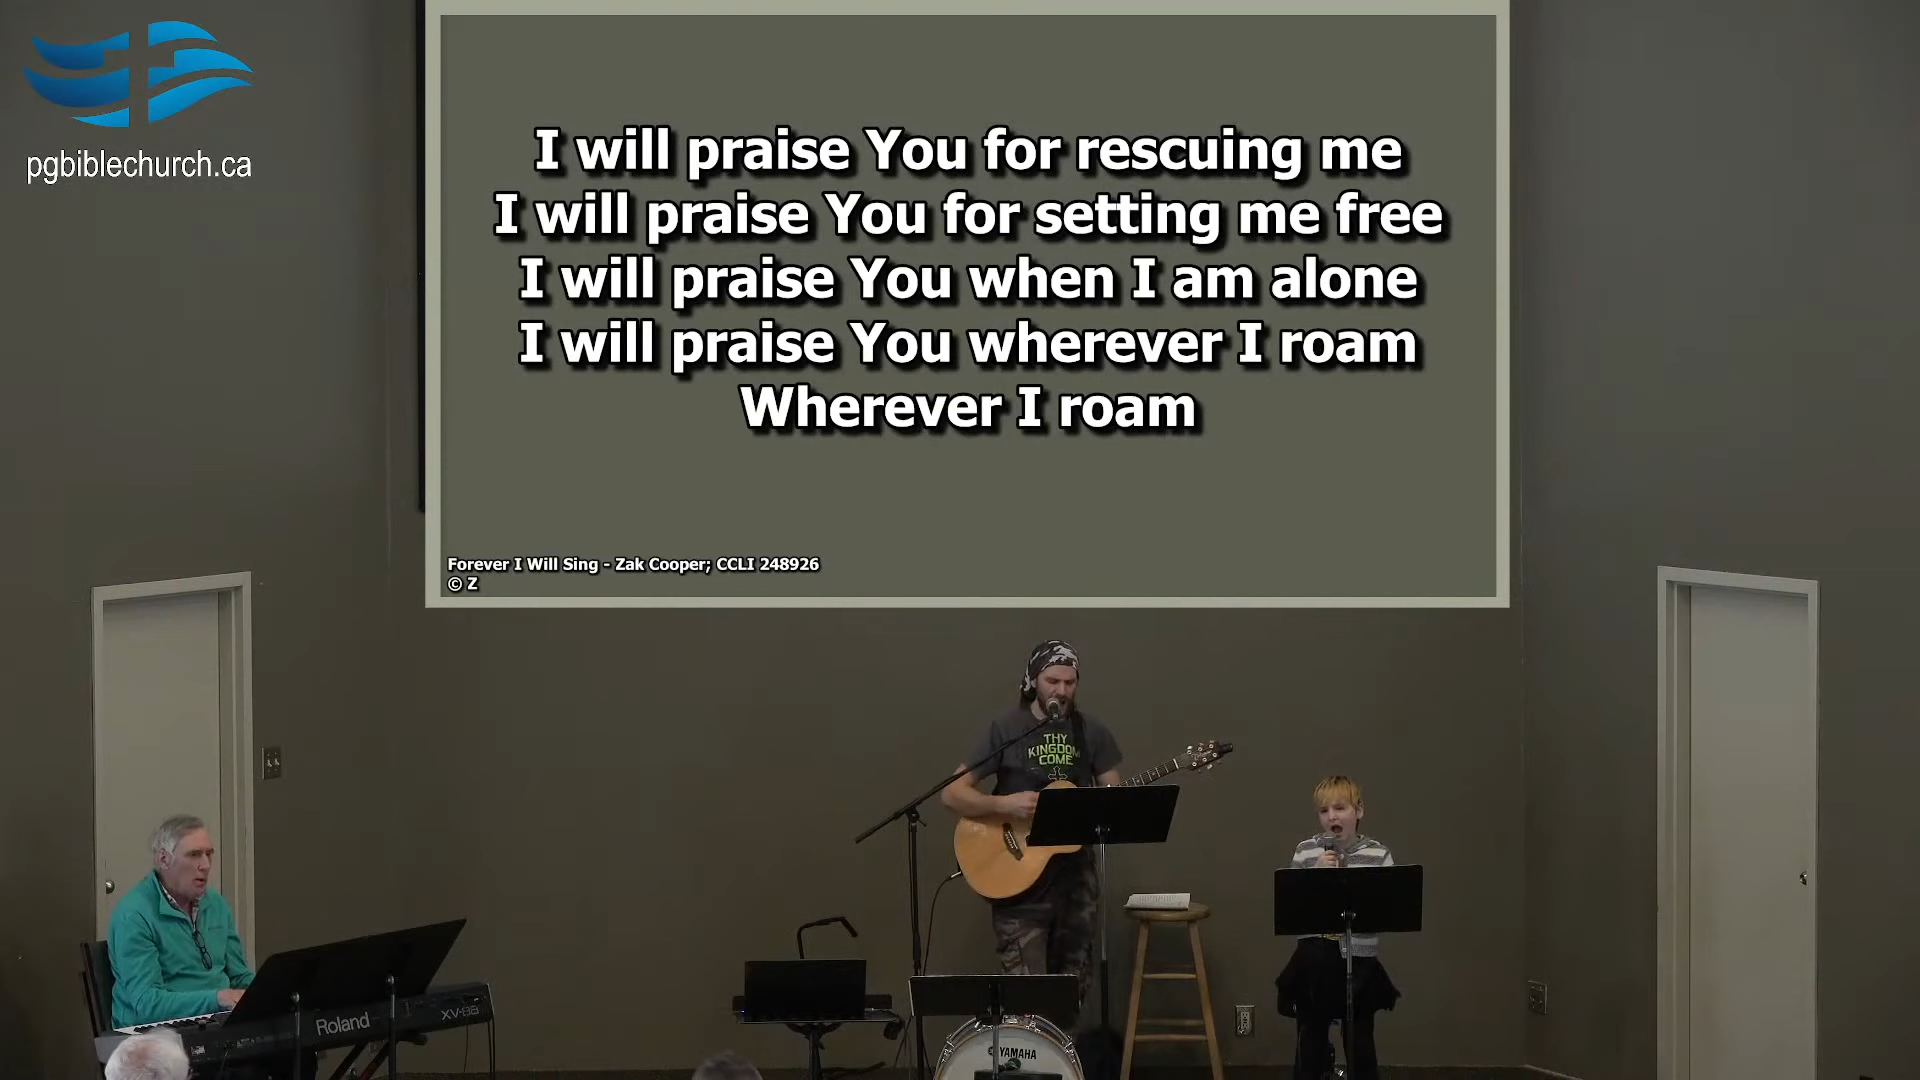 pgbiblechurch.ca
I will praise You for rescuing me
I will praise You for setting me free
I will praise You when I am alone
I will praise You wherever I roam
Wherever I roam
Forever I Will Sing - Zak Cooper; CCLI 248926
© Z
THY
KINGDOM
COME
Roland
XV-88
YAMAHA